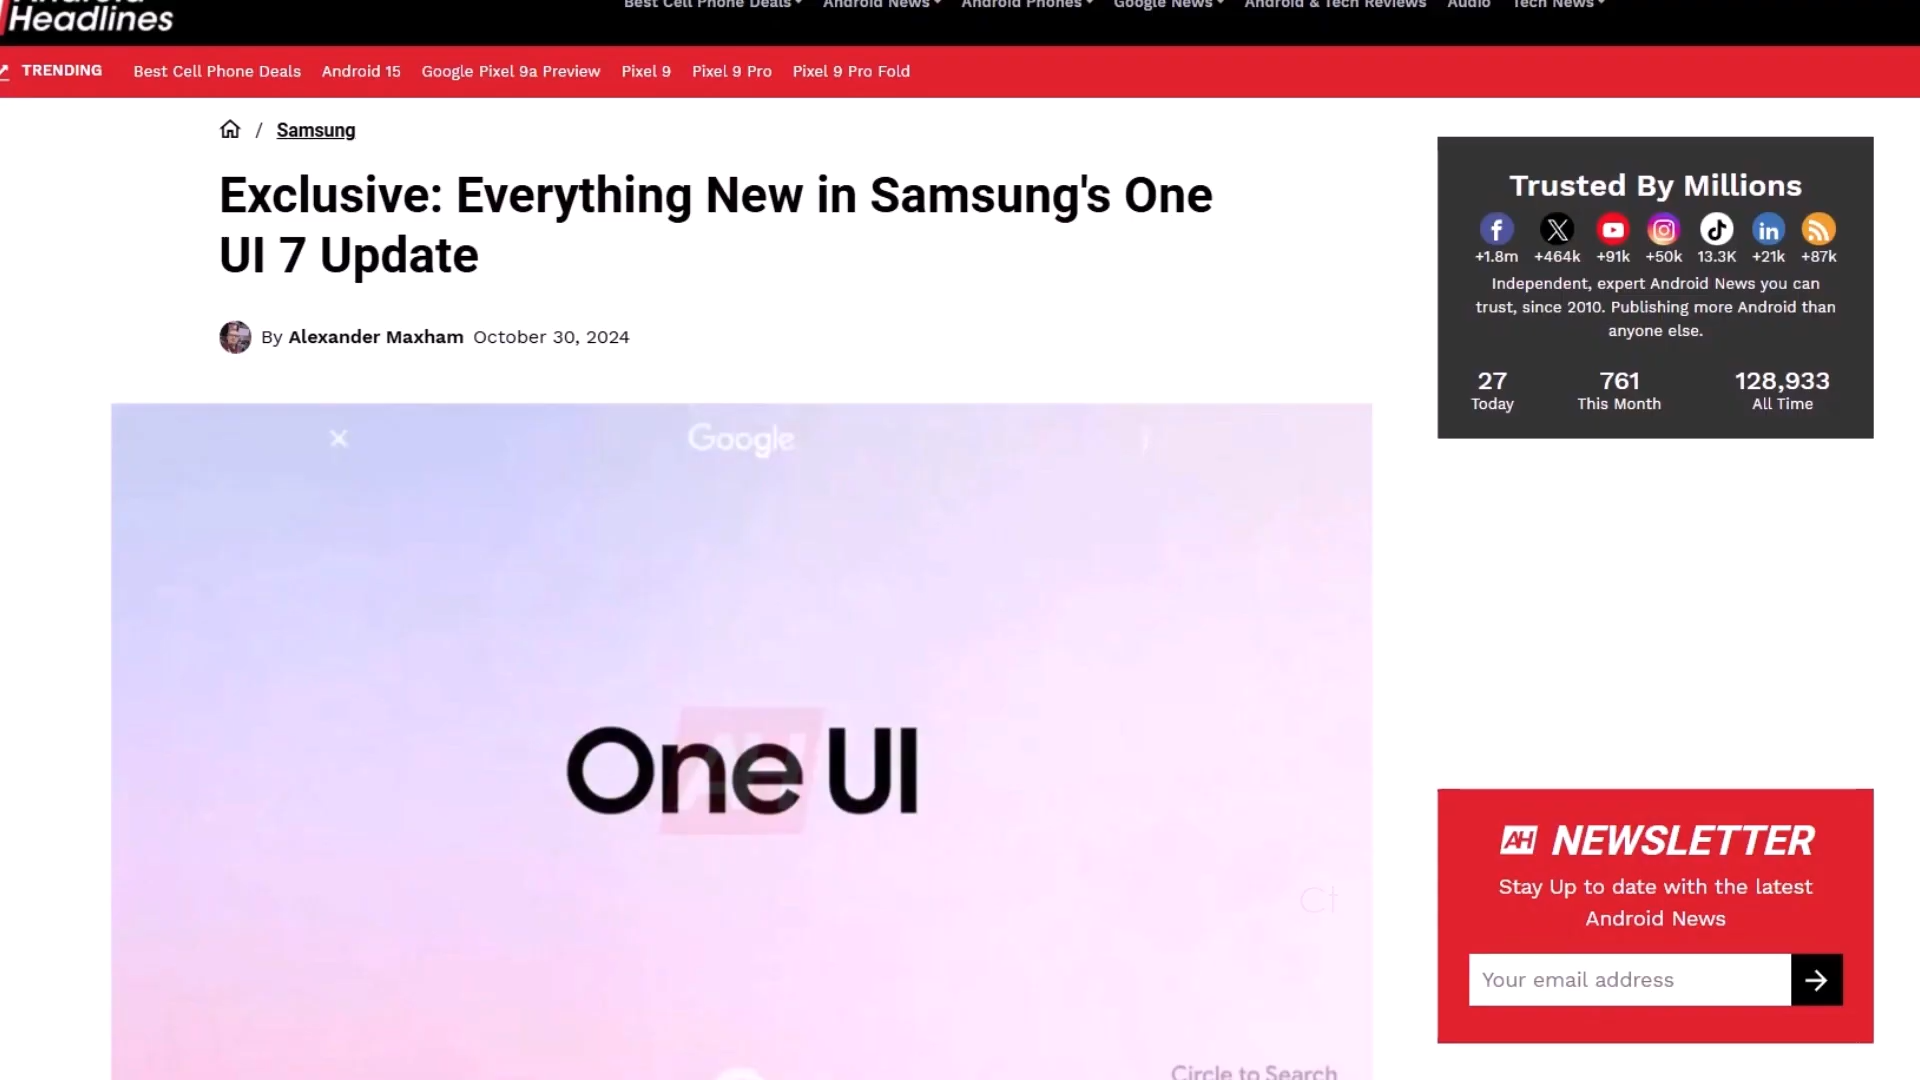 Headlines
Best Cell Phone Deals Android News Android Phones Google News Android & Tech Reviews Audio Tech News
TRENDING Best Cell Phone Deals Android 15 Google Pixel 9a Preview Pixel 9 Pixel 9 Pro Pixel 9 Pro Fold
/ Samsung
Exclusive: Everything New in Samsung's One
UI 7 Update
By Alexander Maxham October 30, 2024
Google
One UI
AH
Circle to Search
Trusted By Millions
+1.8m +464k +91k +50k 13.3K +21k +87k
Independent, expert Android News you can
trust, since 2010. Publishing more Android than
anyone else.
27 761 128,933
Today This Month All Time
AH NEWSLETTER
Stay Up to date with the latest
Android News
Your email address